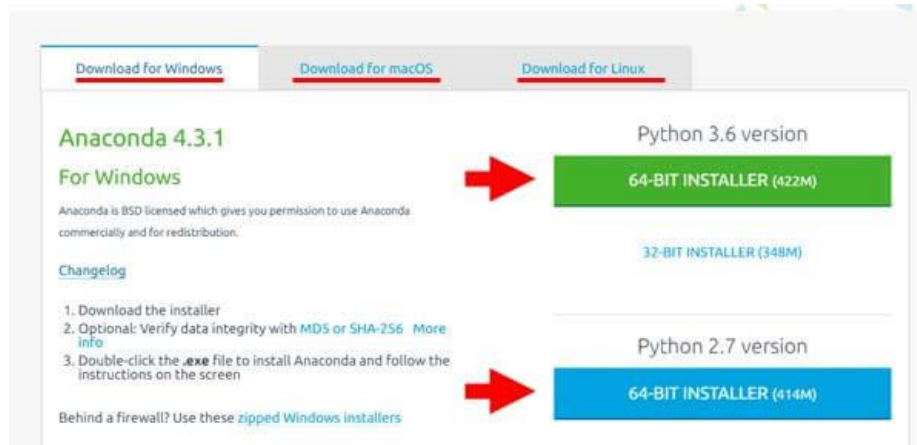 Download for Windows
Download for macOS
Download for Linux
Anaconda 4.3.1
For Windows
Anaconda is BSD licensed which gives you permission to use Anaconda
commercially and for redistribution.
Changelog
1. Download the installer
2. Optional: Verify data integrity with MD5 or SHA-256 More
info
3. Double-click the .exe file to install Anaconda and follow the
instructions on the screen
Behind a firewall? Use these zipped Windows installers
Python 3.6 version
64-BIT INSTALLER (422M)
32-BIT INSTALLER (348M)
Python 2.7 version
64-BIT INSTALLER (414M)